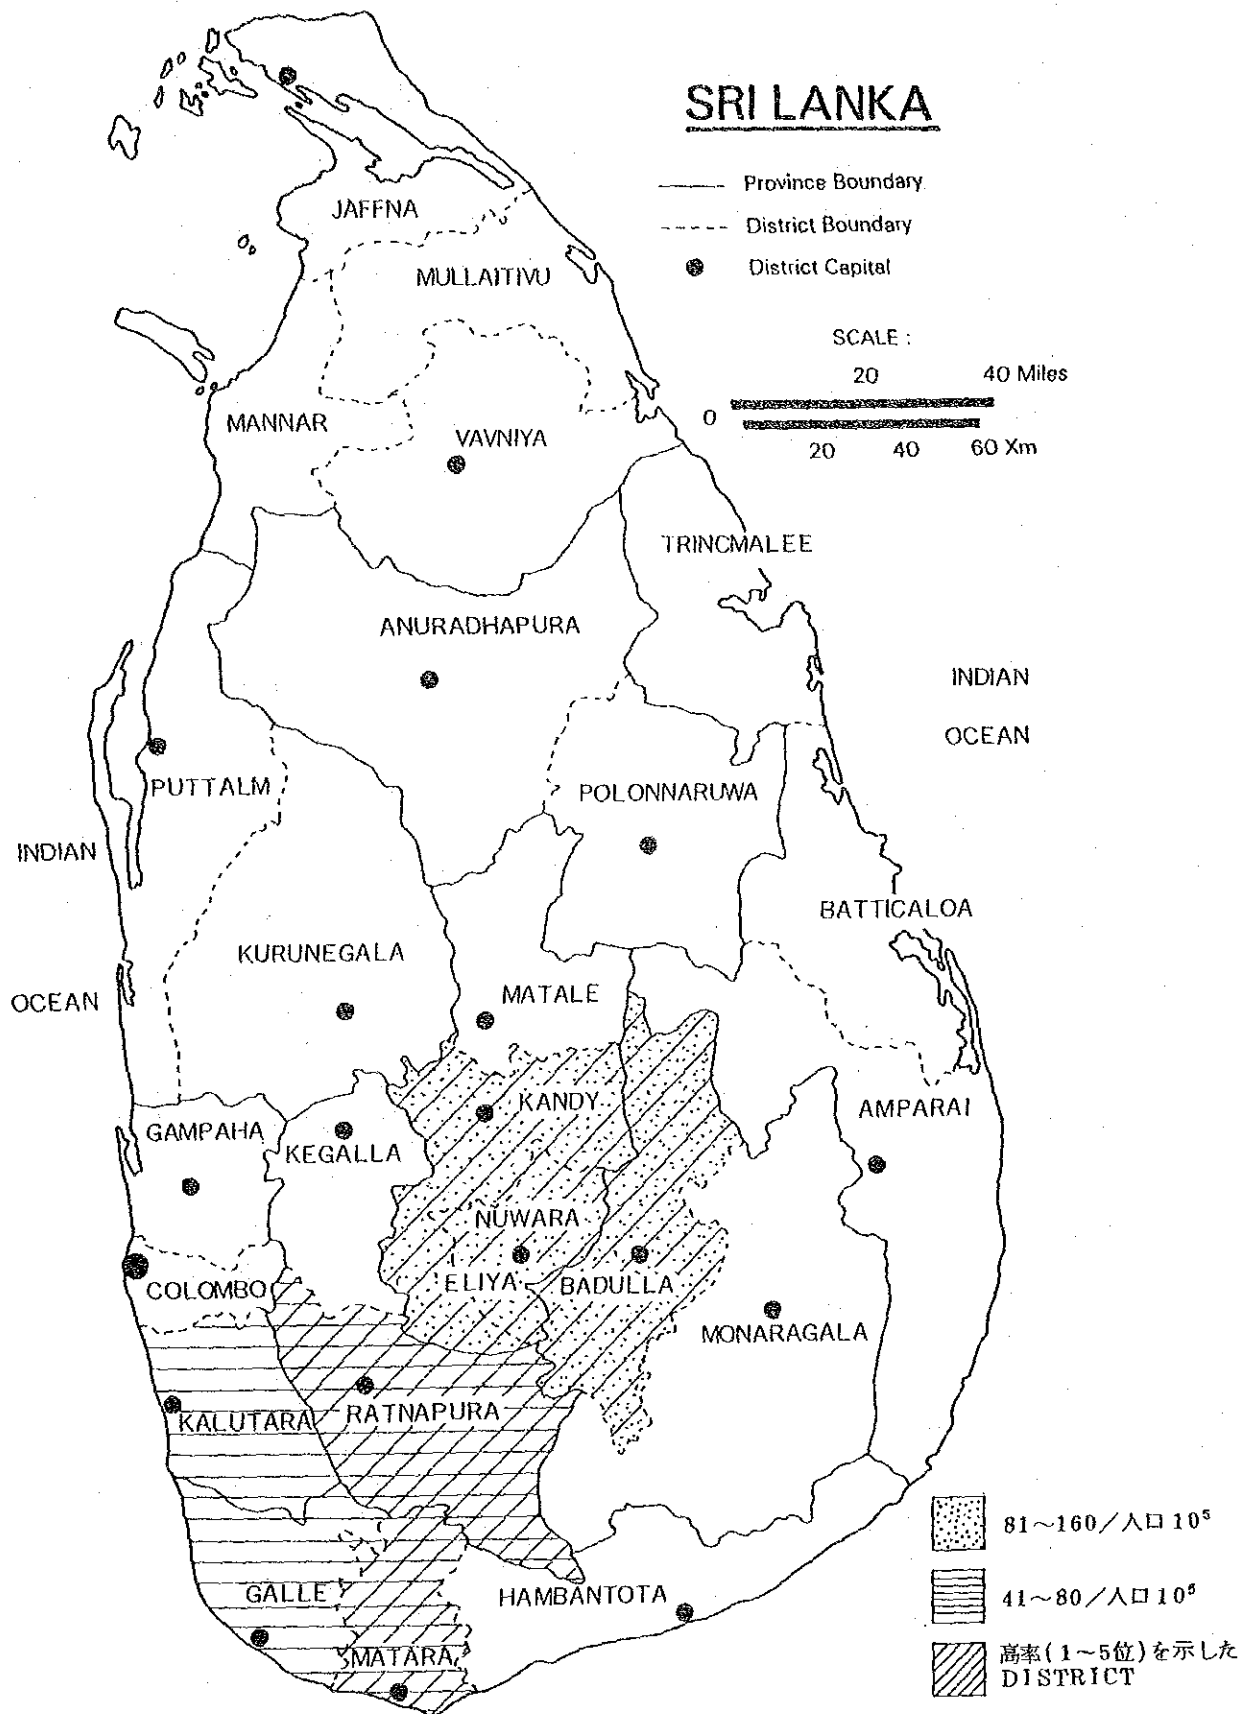 SRI LANKA
Province Boundary
District Boundary
District Capital
SCALE :
20 40 Miles
0
20 40 60 Xm
JAFFNA
MULLAITIVU
MANNAR
VAVNIYA
TRINCMALEE
ANURADHAPURA
INDIAN
OCEAN
PUTTALM
POLONNARUWA
INDIAN
OCEAN
BATTICALOA
KURUNEGALA
MATALE
KANDY
AMPARAI
GAMPAHA
KEGALLA
NUWARA
ELIYA
BADULLA
COLOMBO
MONARAGALA
KALUTARA
RATNAPURA
GALLE
HAMBANTOTA
MATARA
81~160/人口10⁵
41~80/人口10⁵
高率(1~5位)を示した
DISTRICT